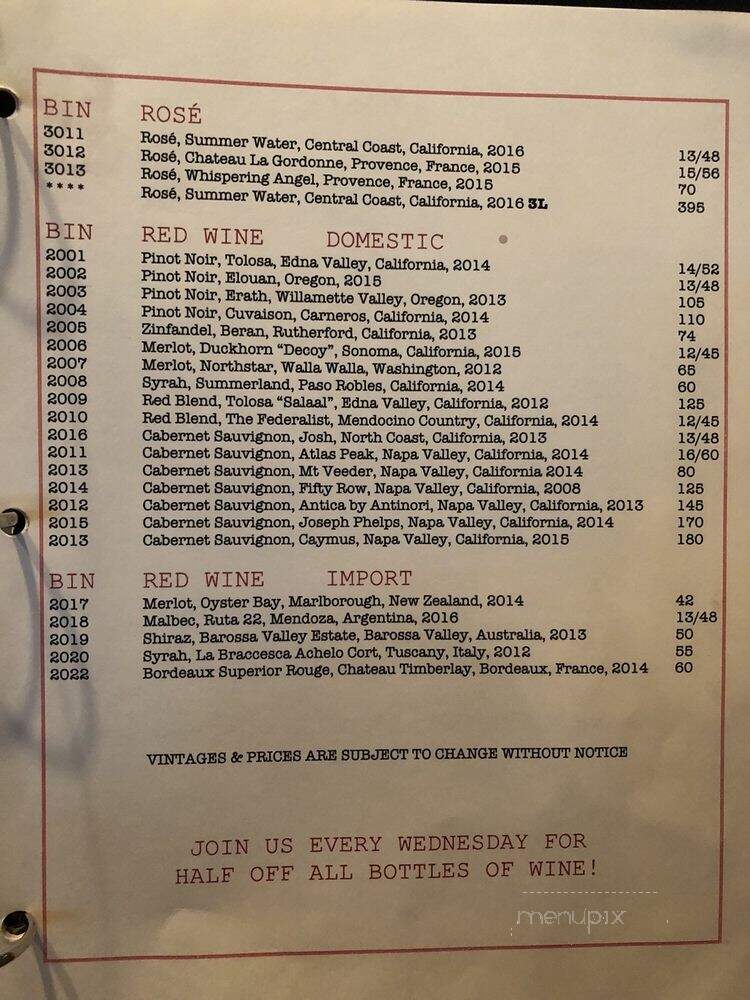 BIN ROSÉ
3011 Rosé, Summer Water, Central Coast, California, 2016 13/48
3012 Rosé, Chateau La Gordonne, Provence, France, 2015 15/56
3013 Rosé, Whispering Angel, Provence, France, 2015 70
**** Rosé, Summer Water, Central Coast, California, 2016 3L 395
BIN RED WINE DOMESTIC
2001 Pinot Noir, Tolosa, Edna Valley, California, 2014 14/52
2002 Pinot Noir, Elouan, Oregon, 2015 13/48
2003 Pinot Noir, Erath, Willamette Valley, Oregon, 2013 105
2004 Pinot Noir, Cuvaison, Carneros, California, 2014 110
2005 Zinfandel, Beran, Rutherford, California, 2013 74
2006 Merlot, Duckhorn “Decoy”, Sonoma, California, 2015 12/45
2007 Merlot, Northstar, Walla Walla, Washington, 2012 65
2008 Syrah, Summerland, Paso Robles, California, 2014 60
2009 Red Blend, Tolosa “Salaal”, Edna Valley, California, 2012 125
2010 Red Blend, The Federalist, Mendocino Country, California, 2014 12/45
2016 Cabernet Sauvignon, Josh, North Coast, California, 2013 13/48
2011 Cabernet Sauvignon, Atlas Peak, Napa Valley, California, 2014 16/60
2013 Cabernet Sauvignon, Mt Veeder, Napa Valley, California 2014 80
2014 Cabernet Sauvignon, Fifty Row, Napa Valley, California, 2008 125
2012 Cabernet Sauvignon, Antica by Antinori, Napa Valley, California, 2013 145
2015 Cabernet Sauvignon, Joseph Phelps, Napa Valley, California, 2014 170
2013 Cabernet Sauvignon, Caymus, Napa Valley, California, 2015 180
BIN RED WINE IMPORT
2017 Merlot, Oyster Bay, Marlborough, New Zealand, 2014 42
2018 Malbec, Ruta 22, Mendoza, Argentina, 2016 13/48
2019 Shiraz, Barossa Valley Estate, Barossa Valley, Australia, 2013 50
2020 Syrah, La Braccesca Achelo Cort, Tuscany, Italy, 2012 55
2022 Bordeaux Superior Rouge, Chateau Timberlay, Bordeaux, France, 2014 60
VINTAGES & PRICES ARE SUBJECT TO CHANGE WITHOUT NOTICE
JOIN US EVERY WEDNESDAY FOR
HALF OFF ALL BOTTLES OF WINE!
menupix